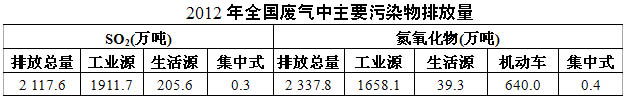 2012 年全国废气中主要污染物排放量
SO2(万吨) 氮氧化物(万吨)
排放总量 工业源 生活源 集中式 排放总量 工业源 生活源 机动车 集中式
2 117.6 1911.7 205.6 0.3 2 337.8 1658.1 39.3 640.0 0.4